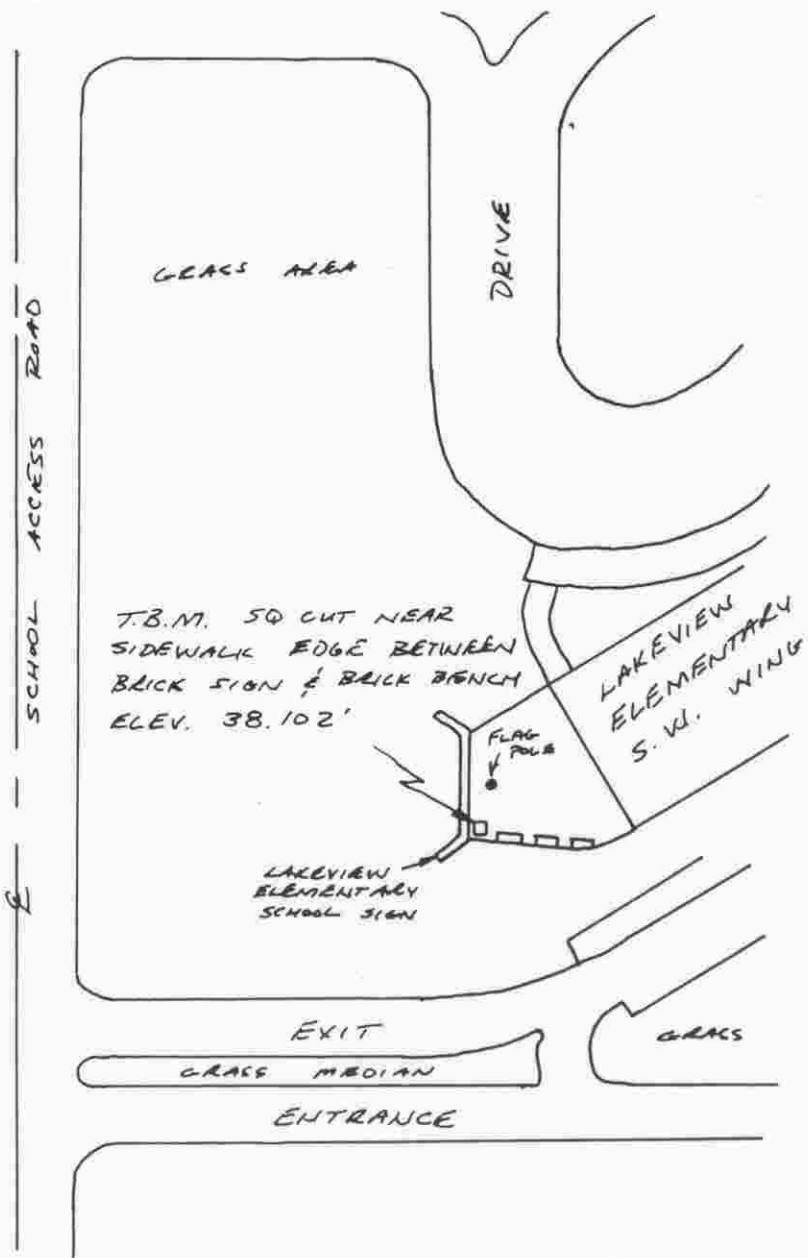 GRASS AREA
DRIVE
SCHOOL ACCESS ROAD
T.B.M. SQ CUT NEAR
SIDEWALK EDGE BETWEEN
BRICK SIGN & BRICK BENCH
ELEV. 38.102'
LAKEVIEW
ELEMENTARY
S.W. WING
FLAG
POLE
LAKEVIEW
ELEMENTARY
SCHOOL SIGN
℄
EXIT
GRASS
GRASS MEDIAN
ENTRANCE